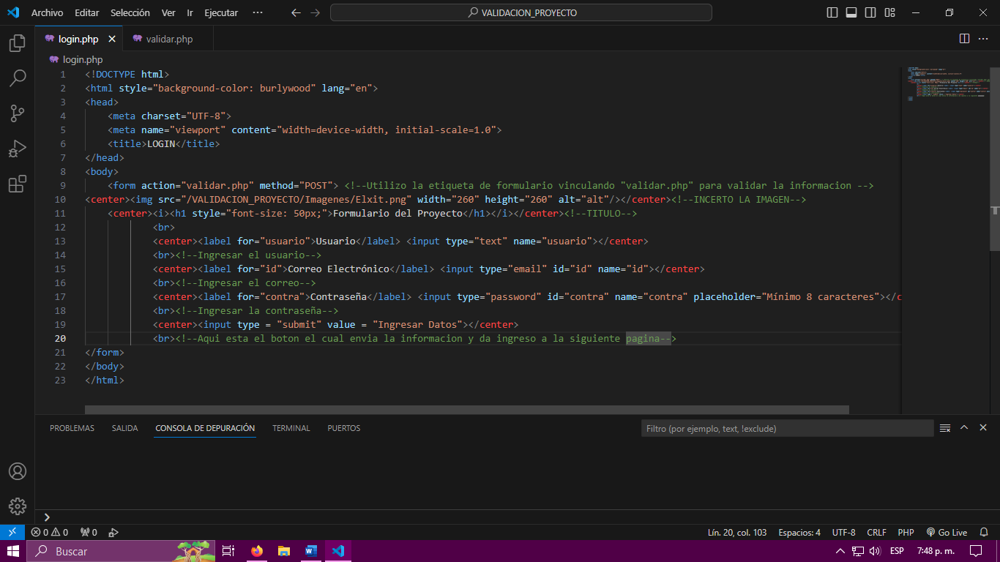 Archivo Editar Selección Ver Ir Ejecutar ··· VALIDACION_PROYECTO
login.php validar.php
login.php
1 <!DOCTYPE html>
2 <html style="background-color: burlywood" lang="en">
3 <head>
4 <meta charset="UTF-8">
5 <meta name="viewport" content="width=device-width, initial-scale=1.0">
6 <title>LOGIN</title>
7 </head>
8 <body>
9 <form action="validar.php" method="POST"> <!--Utilizo la etiqueta de formulario vinculando "validar.php" para validar la informacion -->
10 <center><img src="/VALIDACION_PROYECTO/Imagenes/Elxit.png" width="260" height="260" alt="alt"/></center><!--INCERTO LA IMAGEN-->
11 <center><i><h1 style="font-size: 50px;">Formulario del Proyecto</h1></i></center><!--TITULO-->
12 <br>
13 <center><label for="usuario">Usuario</label> <input type="text" name="usuario"></center>
14 <br><!--Ingresar el usuario-->
15 <center><label for="id">Correo Electrónico</label> <input type="email" id="id" name="id"></center>
16 <br><!--Ingresar el correo-->
17 <center><label for="contra">Contraseña</label> <input type="password" id="contra" name="contra" placeholder="Mínimo 8 caracteres"></c
18 <br><!--Ingresar la contraseña-->
19 <center><input type = "submit" value = "Ingresar Datos"></center>
20 <br><!--Aqui esta el boton el cual envia la informacion y da ingreso a la siguiente pagina-->
21 </form>
22 </body>
23 </html>
PROBLEMAS SALIDA CONSOLA DE DEPURACIÓN TERMINAL PUERTOS Filtro (por ejemplo, text, !exclude)
0 0 0 Lín. 20, col. 103 Espacios: 4 UTF-8 CRLF PHP Go Live
Buscar ESP 7:48 p. m.